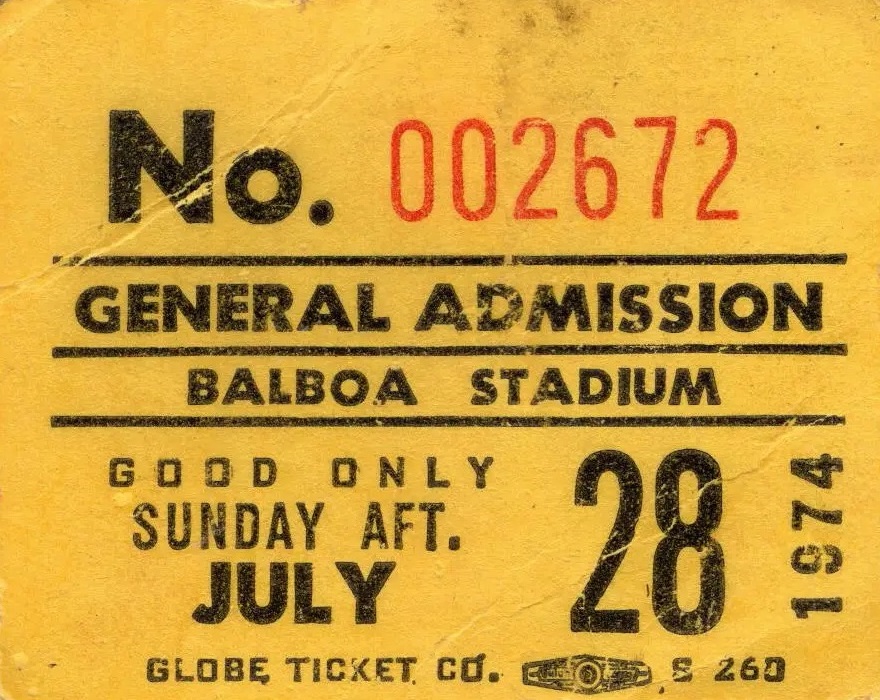 No. 002672
GENERAL ADMISSION
BALBOA STADIUM
GOOD ONLY
SUNDAY AFT.
JULY
28
1974
GLOBE TICKET CO. S 260